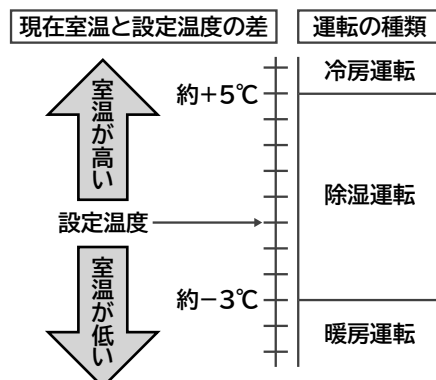 現在室温と設定温度の差
運転の種類
室温が高い
約+5℃
冷房運転
除湿運転
設定温度
室温が低い
約−3℃
暖房運転